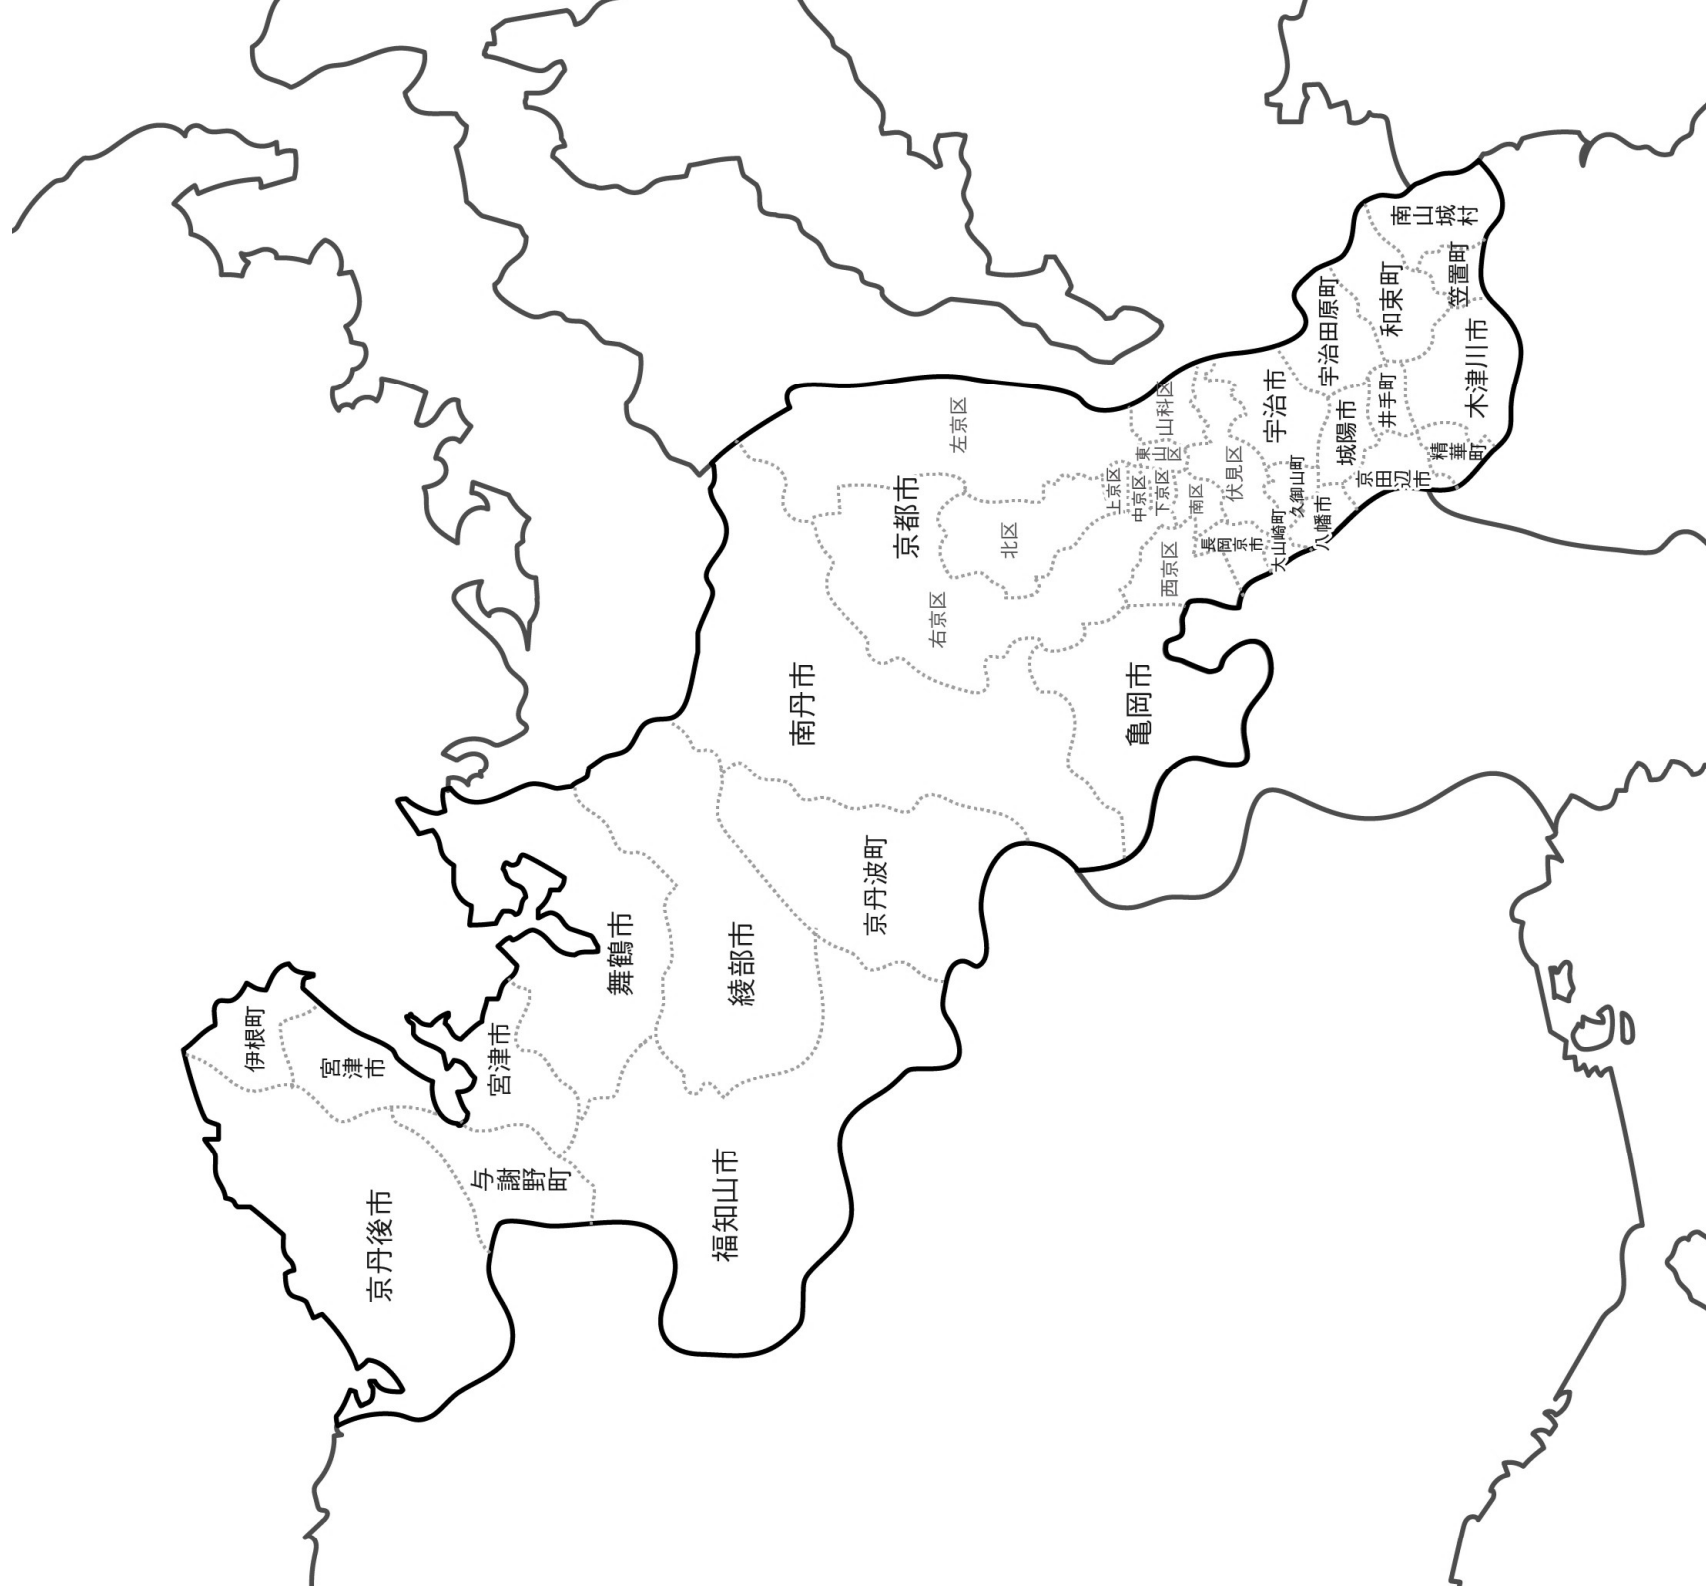 伊根町
宮津市
京丹後市
与謝野町
宮津市
舞鶴市
福知山市
綾部市
京丹波町
南丹市
亀岡市
京都市
左京区
北区
右京区
上京区
中京区
下京区
東山区
山科区
南区
西京区
伏見区
長岡京市
大山崎町
久御山町
八幡市
宇治市
城陽市
宇治田原町
京田辺市
井手町
和束町
精華町
木津川市
笠置町
南山城村